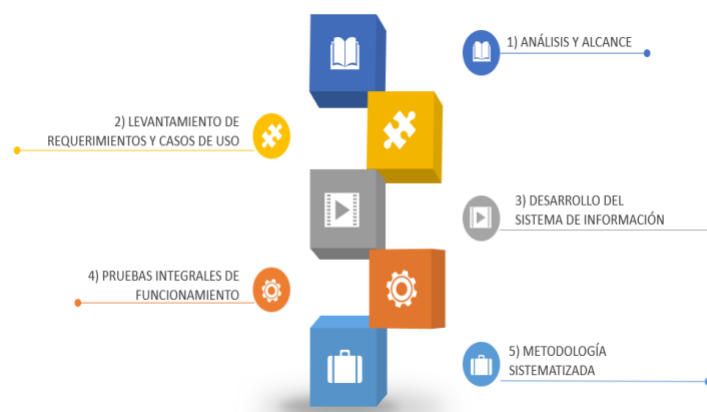 1) ANÁLISIS Y ALCANCE
2) LEVANTAMIENTO DE
REQUERIMIENTOS Y CASOS DE USO
3) DESARROLLO DEL
SISTEMA DE INFORMACIÓN
4) PRUEBAS INTEGRALES DE
FUNCIONAMIENTO
5) METODOLOGÍA
SISTEMATIZADA